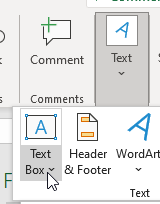 Comment
Text
Comments
Text
Box
Header
& Footer
WordArt
Text